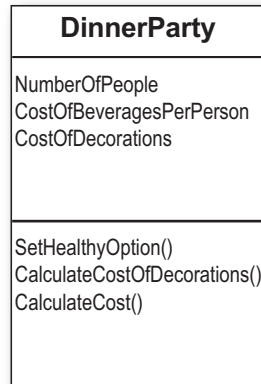 DinnerParty
NumberOfPeople
CostOfBeveragesPerPerson
CostOfDecorations
SetHealthyOption()
CalculateCostOfDecorations()
CalculateCost()